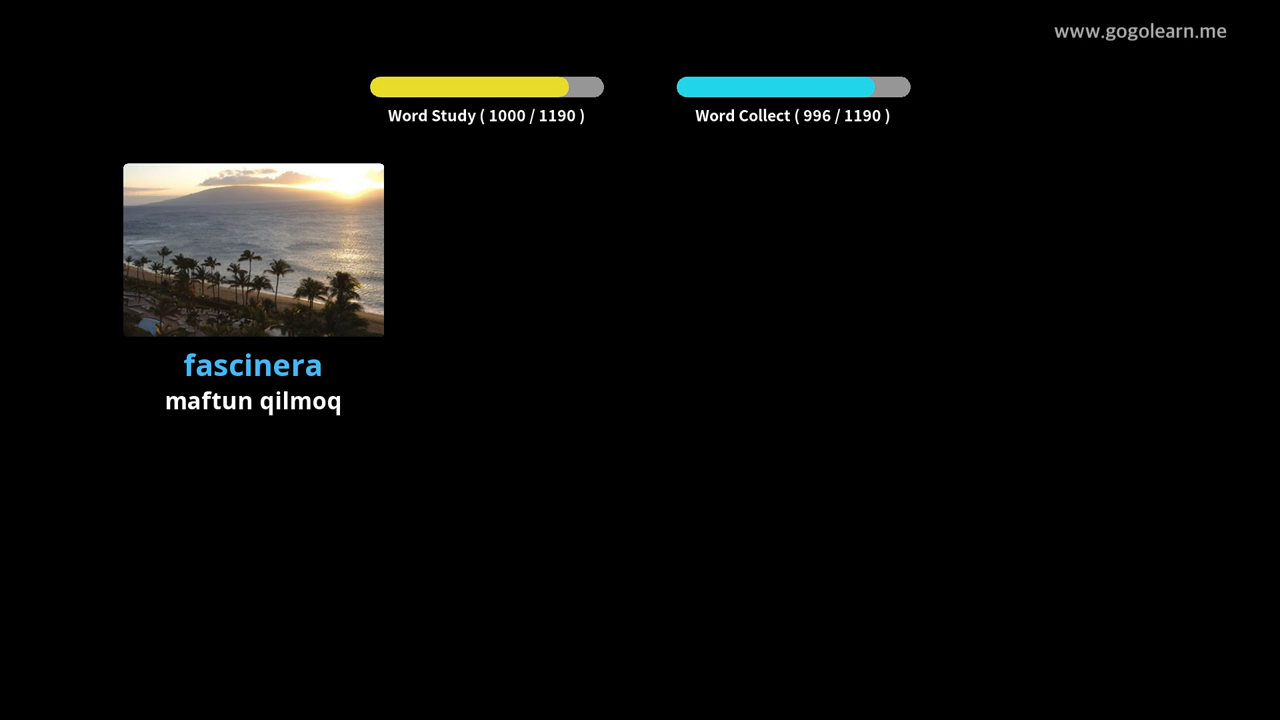 www.gogolearn.me
Word Study ( 1000 / 1190 )
Word Collect ( 996 / 1190 )
fascinera
maftun qilmoq